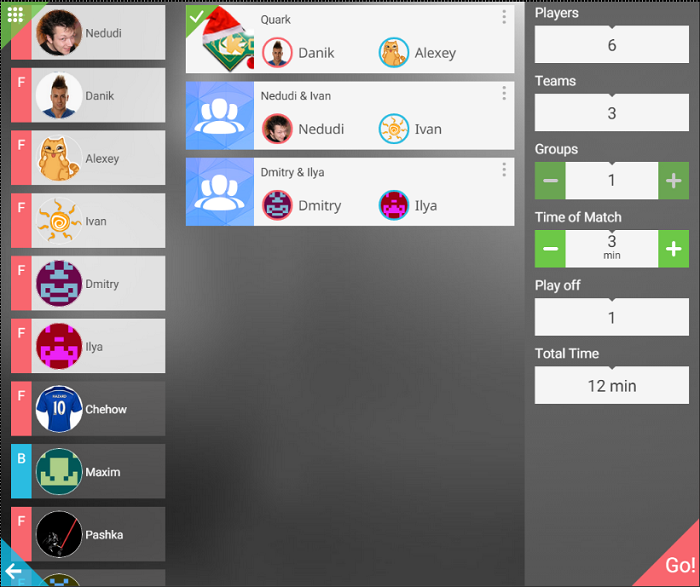 Nedudi
F
Danik
F
Alexey
F
Ivan
F
Dmitry
F
Ilya
F
Chehow
B
Maxim
F
Pashka
F
Quark
Danik Alexey
Nedudi & Ivan
Nedudi Ivan
Dmitry & Ilya
Dmitry Ilya
Players
6
Teams
3
Groups
− 1 +
Time of Match
− 3 +
min
Play off
1
Total Time
12 min
Go!